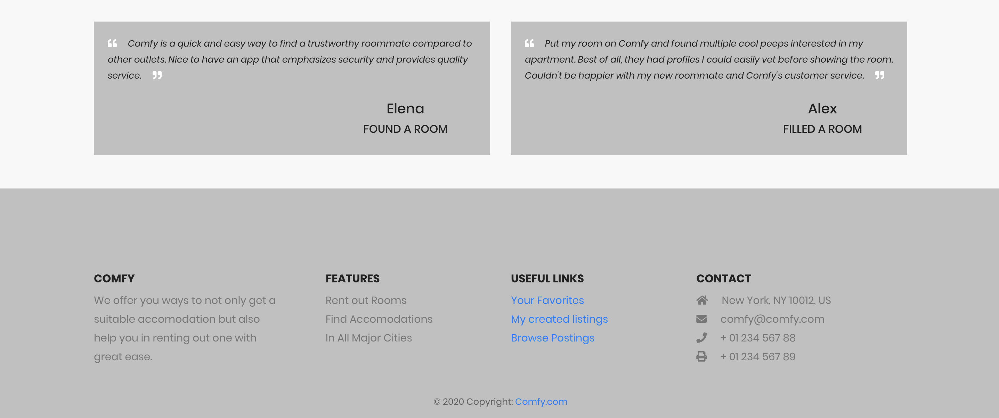 Comfy is a quick and easy way to find a trustworthy roommate compared to
other outlets. Nice to have an app that emphasizes security and provides quality
service.
Elena
FOUND A ROOM
Put my room on Comfy and found multiple cool peeps interested in my
apartment. Best of all, they had profiles I could easily vet before showing the room.
Couldn't be happier with my new roommate and Comfy's customer service.
Alex
FILLED A ROOM
COMFY
We offer you ways to not only get a
suitable accomodation but also
help you in renting out one with
great ease.
FEATURES
Rent out Rooms
Find Accomodations
In All Major Cities
USEFUL LINKS
Your Favorites
My created listings
Browse Postings
CONTACT
New York, NY 10012, US
comfy@comfy.com
+ 01 234 567 88
+ 01 234 567 89
© 2020 Copyright: Comfy.com